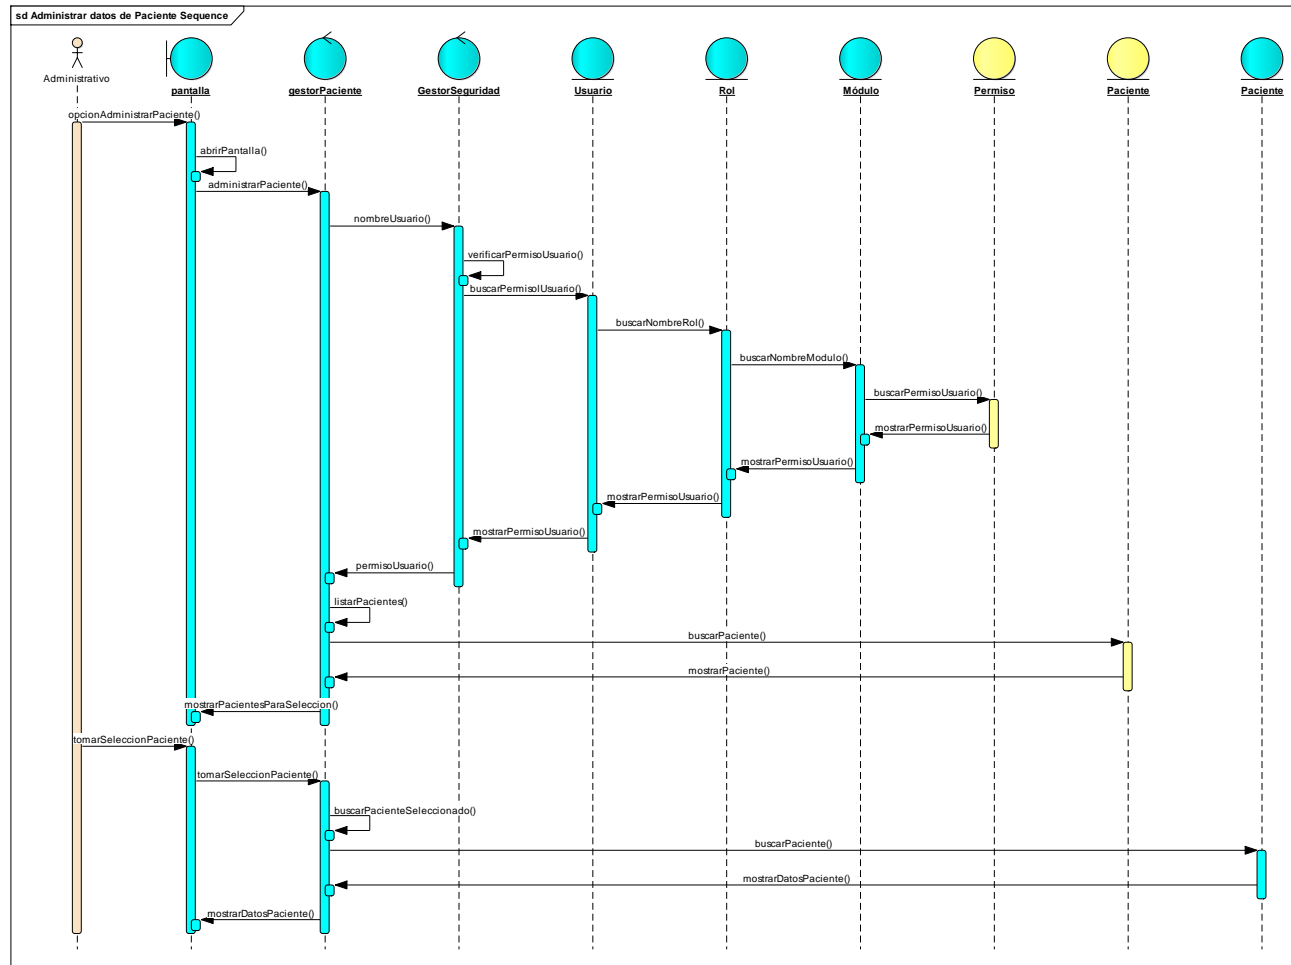 sd Administrar datos de Paciente Sequence
Administrativo
pantalla
gestorPaciente
GestorSeguridad
Usuario
Rol
Módulo
Permiso
Paciente
Paciente
opcionAdministrarPaciente()
abrirPantalla()
administrarPaciente()
nombreUsuario()
verificarPermisoUsuario()
buscarPermisolUsuario()
buscarNombreRol()
buscarNombreModulo()
buscarPermisoUsuario()
mostrarPermisoUsuario()
mostrarPermisoUsuario()
mostrarPermisoUsuario()
mostrarPermisoUsuario()
permisoUsuario()
listarPacientes()
buscarPaciente()
mostrarPaciente()
mostrarPacientesParaSeleccion()
tomarSeleccionPaciente()
tomarSeleccionPaciente()
buscarPacienteSeleccionado()
buscarPaciente()
mostrarDatosPaciente()
mostrarDatosPaciente()